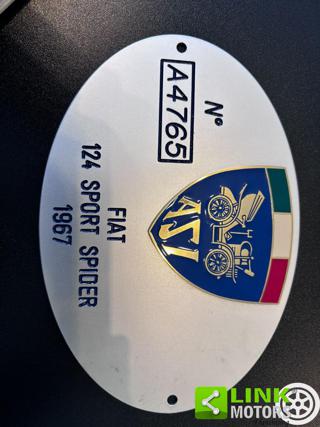 N°
A4765
ASI
FIAT
124 SPORT SPIDER
1967
LINK
MOTORS